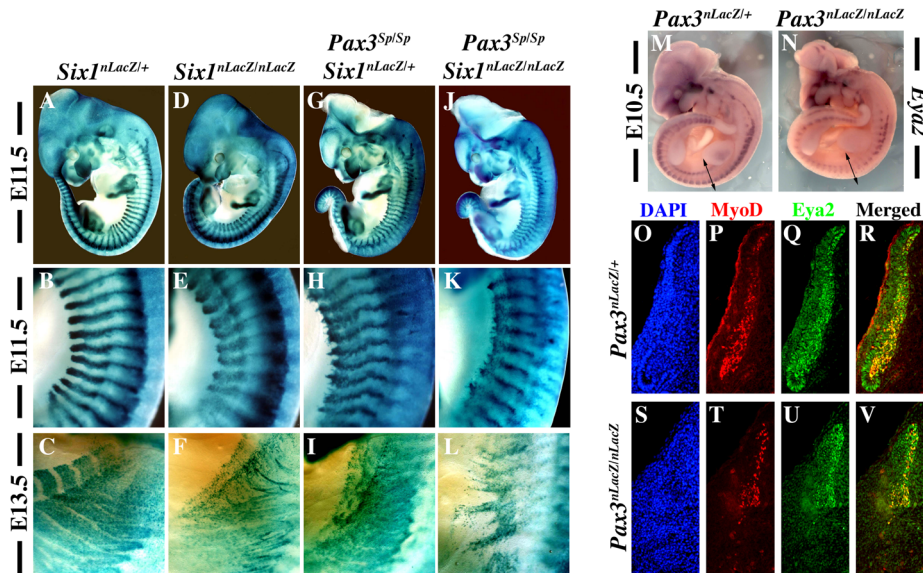 Six1nLacZ/+
Six1nLacZ/nLacZ
Pax3Sp/Sp
Six1nLacZ/+
Pax3Sp/Sp
Six1nLacZ/nLacZ
E11.5
A
D
G
J
E11.5
B
E
H
K
E13.5
C
F
I
L
Pax3nLacZ/+
Pax3nLacZ/nLacZ
E10.5
M
N
Eya2
DAPI
MyoD
Eya2
Merged
Pax3nLacZ/+
O
P
Q
R
Pax3nLacZ/nLacZ
S
T
U
V